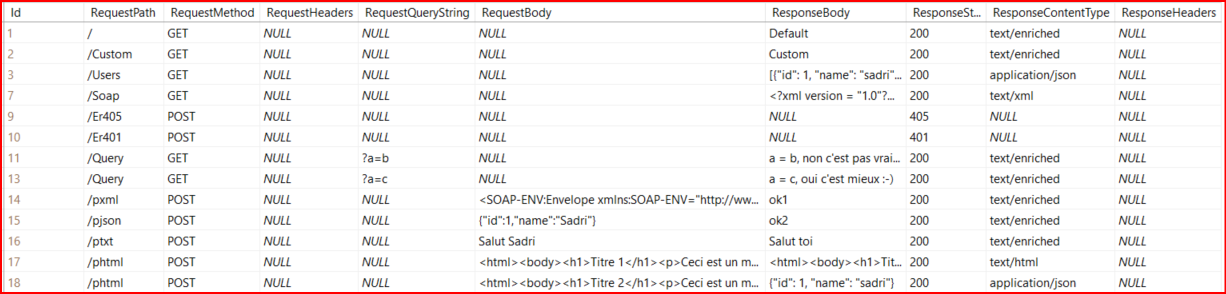 Id RequestPath RequestMethod RequestHeaders RequestQueryString RequestBody ResponseBody ResponseSt... ResponseContentType ResponseHeaders
1 / GET NULL NULL NULL Default 200 text/enriched NULL
2 /Custom GET NULL NULL NULL Custom 200 text/enriched NULL
3 /Users GET NULL NULL NULL [{"id": 1, "name": "sadri"... 200 application/json NULL
7 /Soap GET NULL NULL NULL <?xml version = "1.0"?... 200 text/xml NULL
9 /Er405 POST NULL NULL NULL NULL 405 NULL NULL
10 /Er401 POST NULL NULL NULL NULL 401 NULL NULL
11 /Query GET NULL ?a=b NULL a = b, non c'est pas vrai... 200 text/enriched NULL
13 /Query GET NULL ?a=c NULL a = c, oui c'est mieux :-) 200 text/enriched NULL
14 /pxml POST NULL NULL <SOAP-ENV:Envelope xmlns:SOAP-ENV="http://ww... ok1 200 text/enriched NULL
15 /pjson POST NULL NULL {"id":1,"name":"Sadri"} ok2 200 text/enriched NULL
16 /ptxt POST NULL NULL Salut Sadri Salut toi 200 text/enriched NULL
17 /phtml POST NULL NULL <html><body><h1>Titre 1</h1><p>Ceci est un m... <html><body><h1>Tit... 200 text/html NULL
18 /phtml POST NULL NULL <html><body><h1>Titre 2</h1><p>Ceci est un m... {"id": 1, "name": "sadri"} 200 application/json NULL